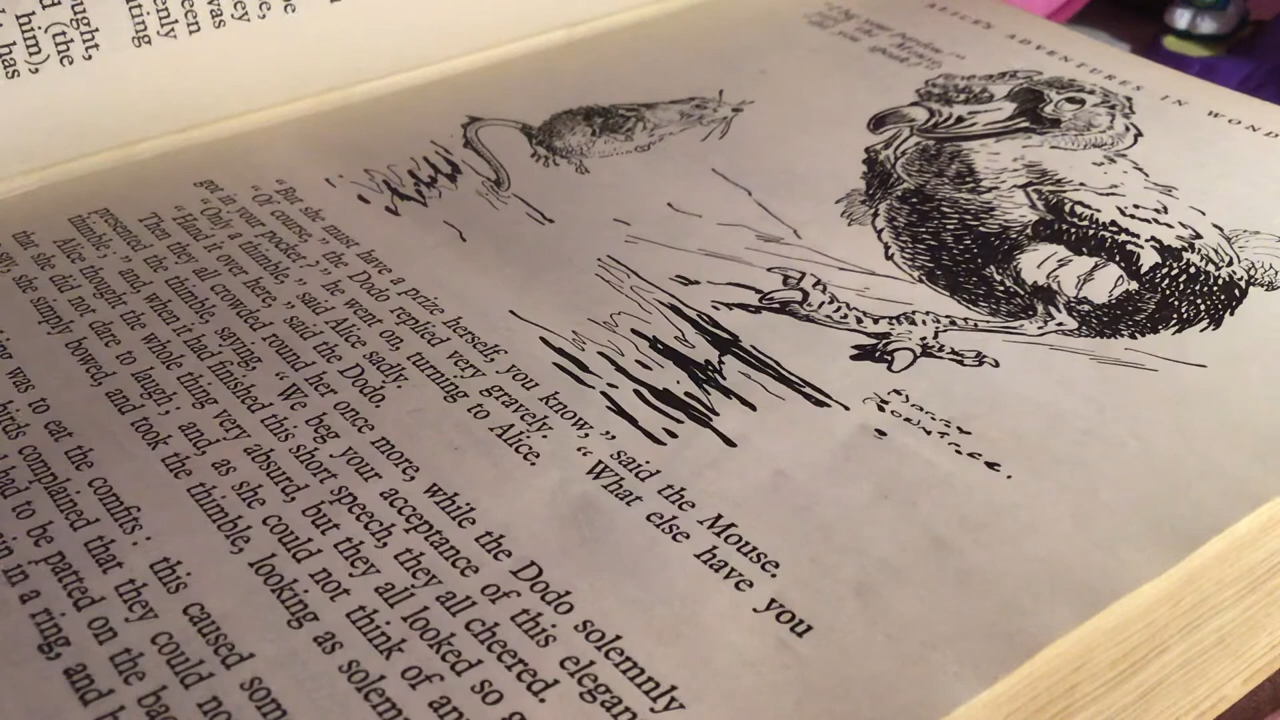 ought,
(the
him),
has
ALICE'S ADVENTURES IN WOND
Harry
Rountree.
"But she must have a prize herself, you know," said the Mouse.
"Of course," the Dodo replied very gravely. "What else have you
got in your pocket?" he went on, turning to Alice.
"Only a thimble," said Alice sadly.
"Hand it over here," said the Dodo.
Then they all crowded round her once more, while the Dodo solemnly
presented the thimble, saying "We beg your acceptance of this elegan
thimble;" and when it had finished this short speech, they all cheered.
Alice thought the whole thing very absurd, but they all looked so
that she did not dare to laugh; and, as she could not think of an
say, she simply bowed, and took the thimble, looking as solem
was to eat the comfits: this caused som
birds complained that they could no
had to be patted on the ba
in in a ring, and